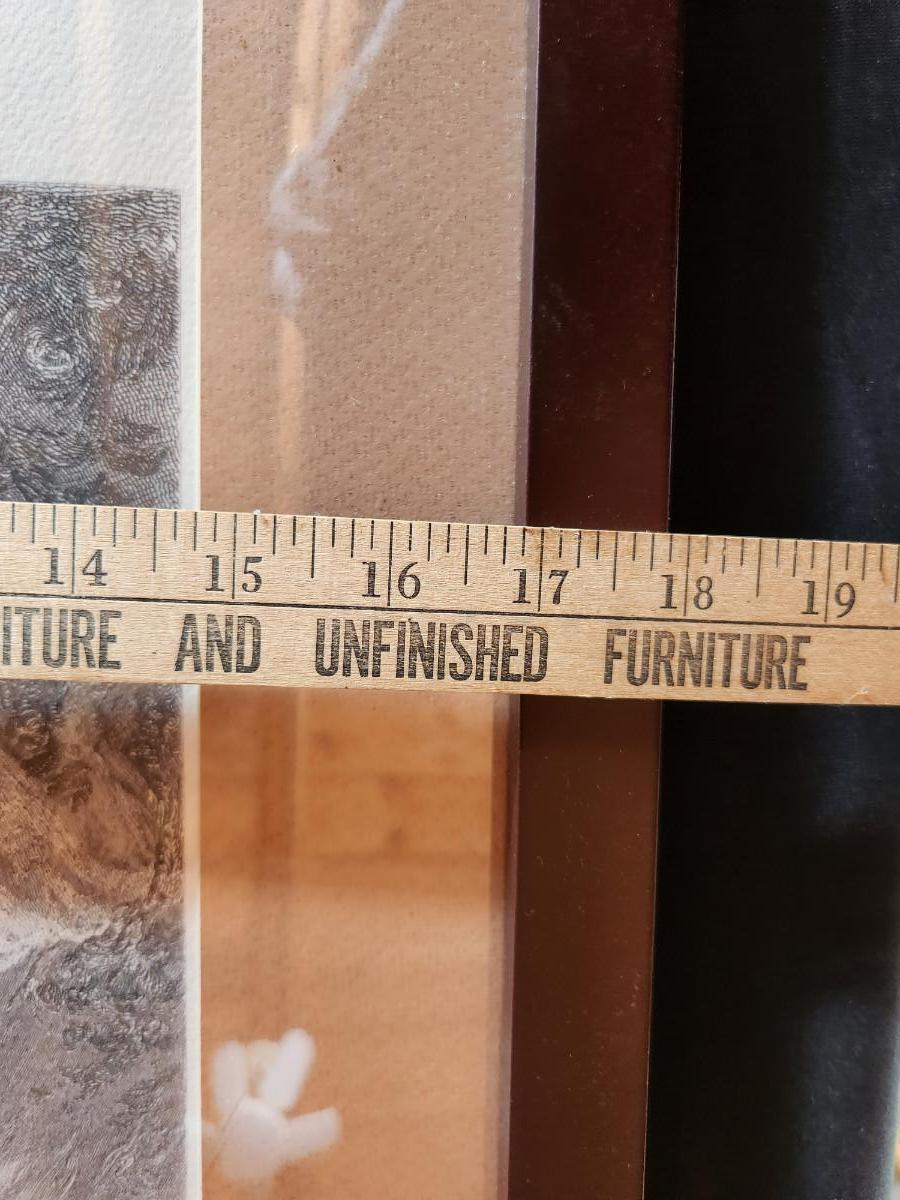 14 15 16 17 18 19
ITURE AND UNFINISHED FURNITURE